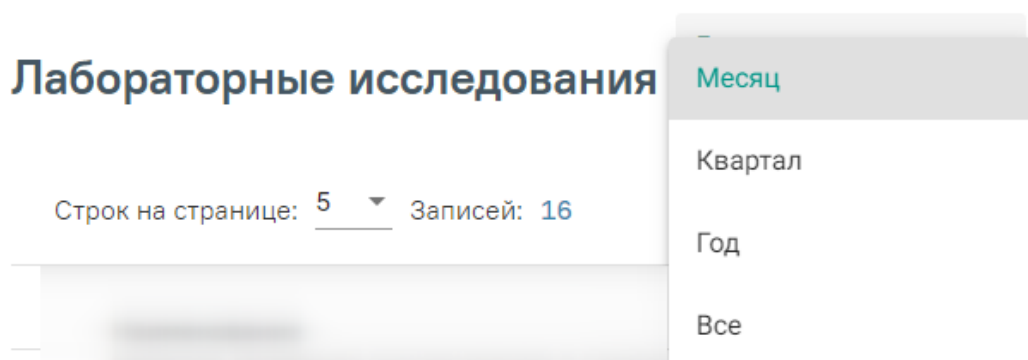 Лабораторные исследования
Месяц
Квартал
Строк на странице: 5 Записей: 16
Год
Все